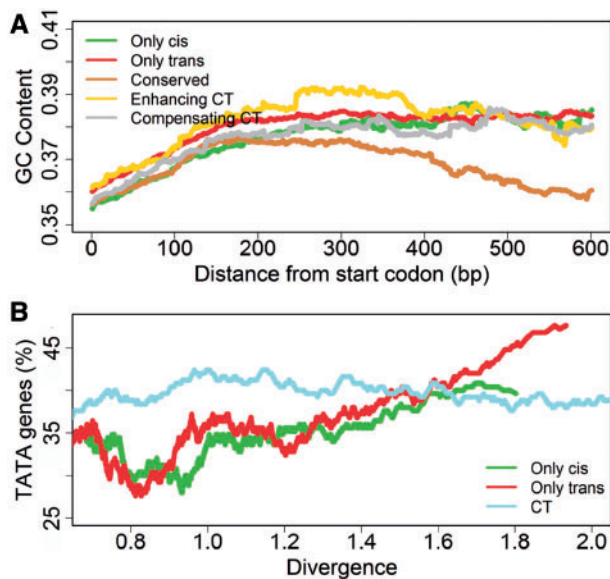 A
GC Content
0.41
0.39
0.37
0.35
Only cis
Only trans
Conserved
Enhancing CT
Compensating CT
0 100 200 300 400 500 600
Distance from start codon (bp)
B
TATA genes (%)
45
35
25
Only cis
Only trans
CT
0.8 1.0 1.2 1.4 1.6 1.8 2.0
Divergence